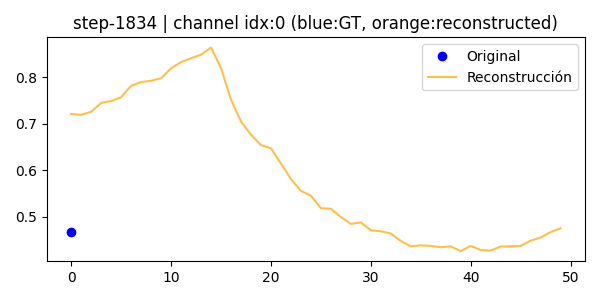 step-1834 | channel idx:0 (blue:GT, orange:reconstructed)
Original
Reconstrucción
0.8
0.7
0.6
0.5
0 10 20 30 40 50